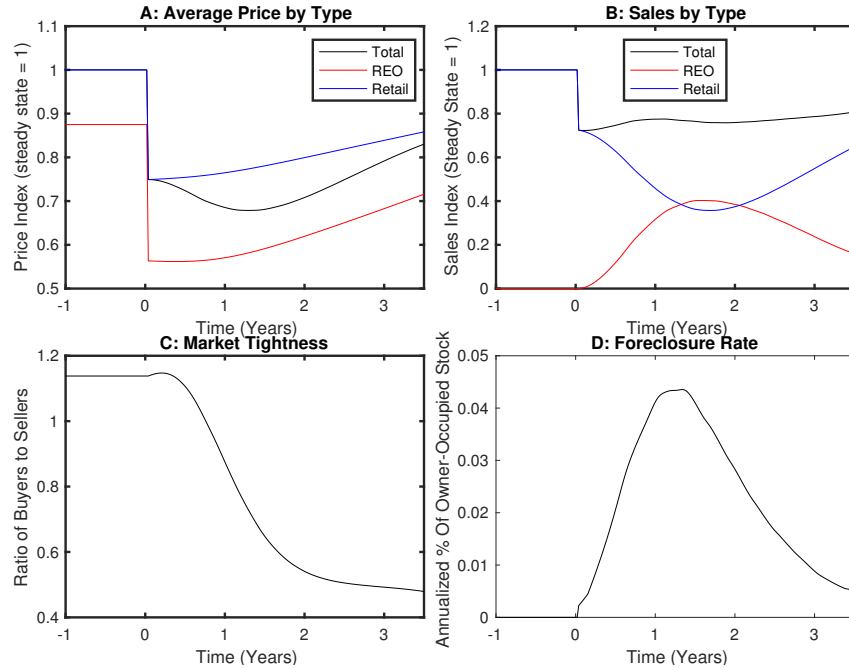 A: Average Price by Type
Price Index (steady state = 1)
1.1
1
0.9
0.8
0.7
0.6
0.5
-1
0
1
2
3
Time (Years)
Total
REO
Retail
B: Sales by Type
Sales Index (Steady State = 1)
1.2
1
0.8
0.6
0.4
0.2
0
-1
0
1
2
3
Time (Years)
Total
REO
Retail
C: Market Tightness
Ratio of Buyers to Sellers
1.2
1
0.8
0.6
0.4
-1
0
1
2
3
Time (Years)
D: Foreclosure Rate
Annualized % Of Owner-Occupied Stock
0.05
0.04
0.03
0.02
0.01
0
-1
0
1
2
3
Time (Years)